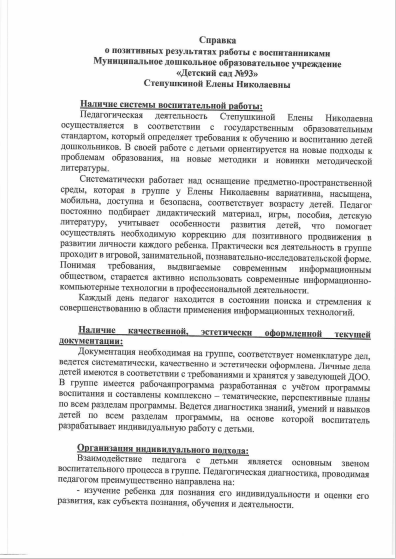 Справка
о позитивных результатах работы с воспитанниками
Муниципальное дошкольное образовательное учреждение
«Детский сад №93»
Степушкиной Елены Николаевны
Наличие системы воспитательной работы:
Педагогическая деятельность Степушкиной Елены Николаевна
осуществляется в соответствии с государственным образовательным
стандартом, который определяет требования к обучению и воспитанию детей
дошкольников. В своей работе с детьми ориентируется на новые подходы к
проблемам образования, на новые методики и новинки методической
литературы.
Систематически работает над оснащение предметно-пространственной
среды, которая в группе у Елены Николаевны вариативна, насыщена,
мобильна, доступна и безопасна, соответствует возрасту детей. Педагог
постоянно подбирает дидактический материал, игры, пособия, детскую
литературу, учитывает особенности развития детей, что помогает
осуществлять необходимую коррекцию для позитивного продвижения в
развитии личности каждого ребенка. Практически вся деятельность в группе
проходит в игровой, занимательной, познавательно-исследовательской форме.
Понимая требования, выдвигаемые современным информационным
обществом, старается активно использовать современные информационно-
компьютерные технологии в профессиональной деятельности.
Каждый день педагог находится в состоянии поиска и стремления к
совершенствованию в области применения информационных технологий.
Наличие качественной, эстетически оформленной текущей
документации:
Документация необходимая на группе, соответствует номенклатуре дел,
ведется систематически, качественно и эстетически оформлена. Личные дела
детей имеются в соответствии с требованиями и хранятся у заведующей ДОО.
В группе имеется рабочаяпрограмма разработанная с учётом программы
воспитания и составлены комплексно – тематические, перспективные планы
по всем разделам программы. Ведется диагностика знаний, умений и навыков
детей по всем разделам программы, на основе которой воспитатель
разрабатывает индивидуальную работу с детьми.
Организация индивидуального подхода:
Взаимодействие педагога с детьми является основным звеном
воспитательного процесса в группе. Педагогическая диагностика, проводимая
педагогом преимущественно направлена на:
- изучение ребенка для познания его индивидуальности и оценки его
развития, как субъекта познания, обучения и деятельности.